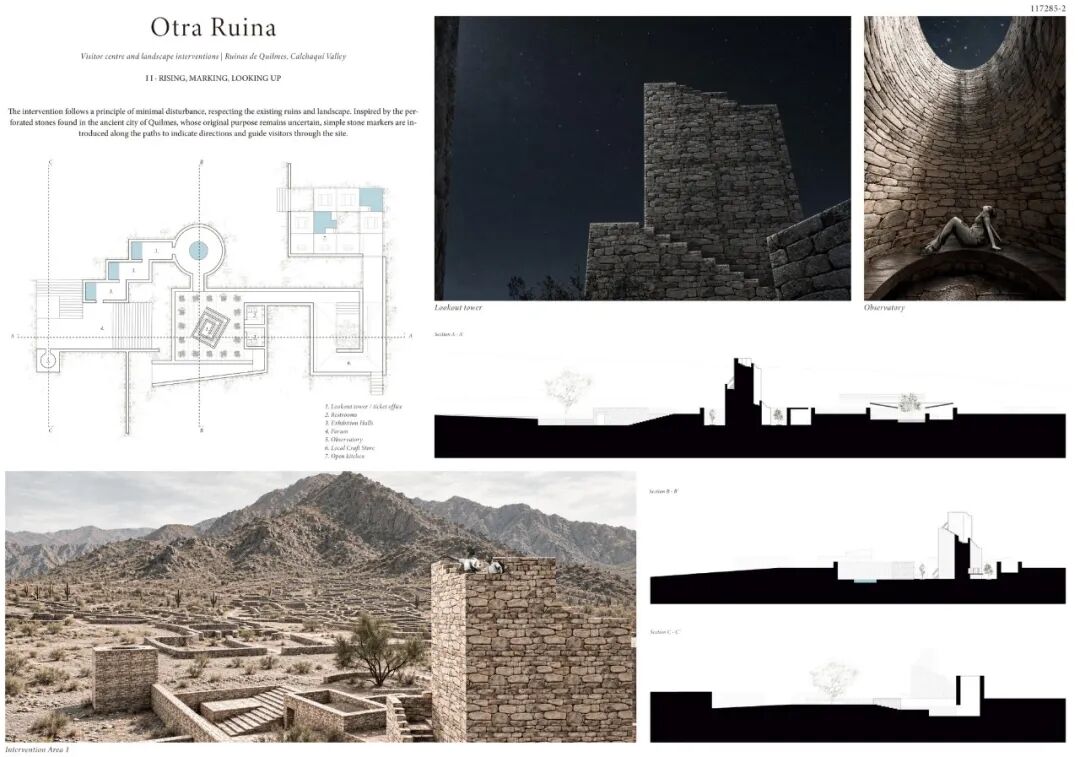 117285-2
Otra Ruina
Visitor centre and landscape interventions | Ruinas de Quilmes, Calchaquí Valley
II - RISING, MARKING, LOOKING UP
The intervention follows a principle of minimal disturbance, respecting the existing ruins and landscape. Inspired by the per-
forated stones found in the ancient city of Quilmes, whose original purpose remains uncertain, simple stone markers are in-
troduced along the paths to indicate directions and guide visitors through the site.
C
B
A
A
C
B
1. Lookout tower / ticket office
2. Restrooms
3. Exhibition Halls
4. Forum
5. Observatory
6. Local Craft Store
7. Open kitchen
Lookout tower
Observatory
Section A - A'
Intervention Area 1
Section B - B'
Section C - C'